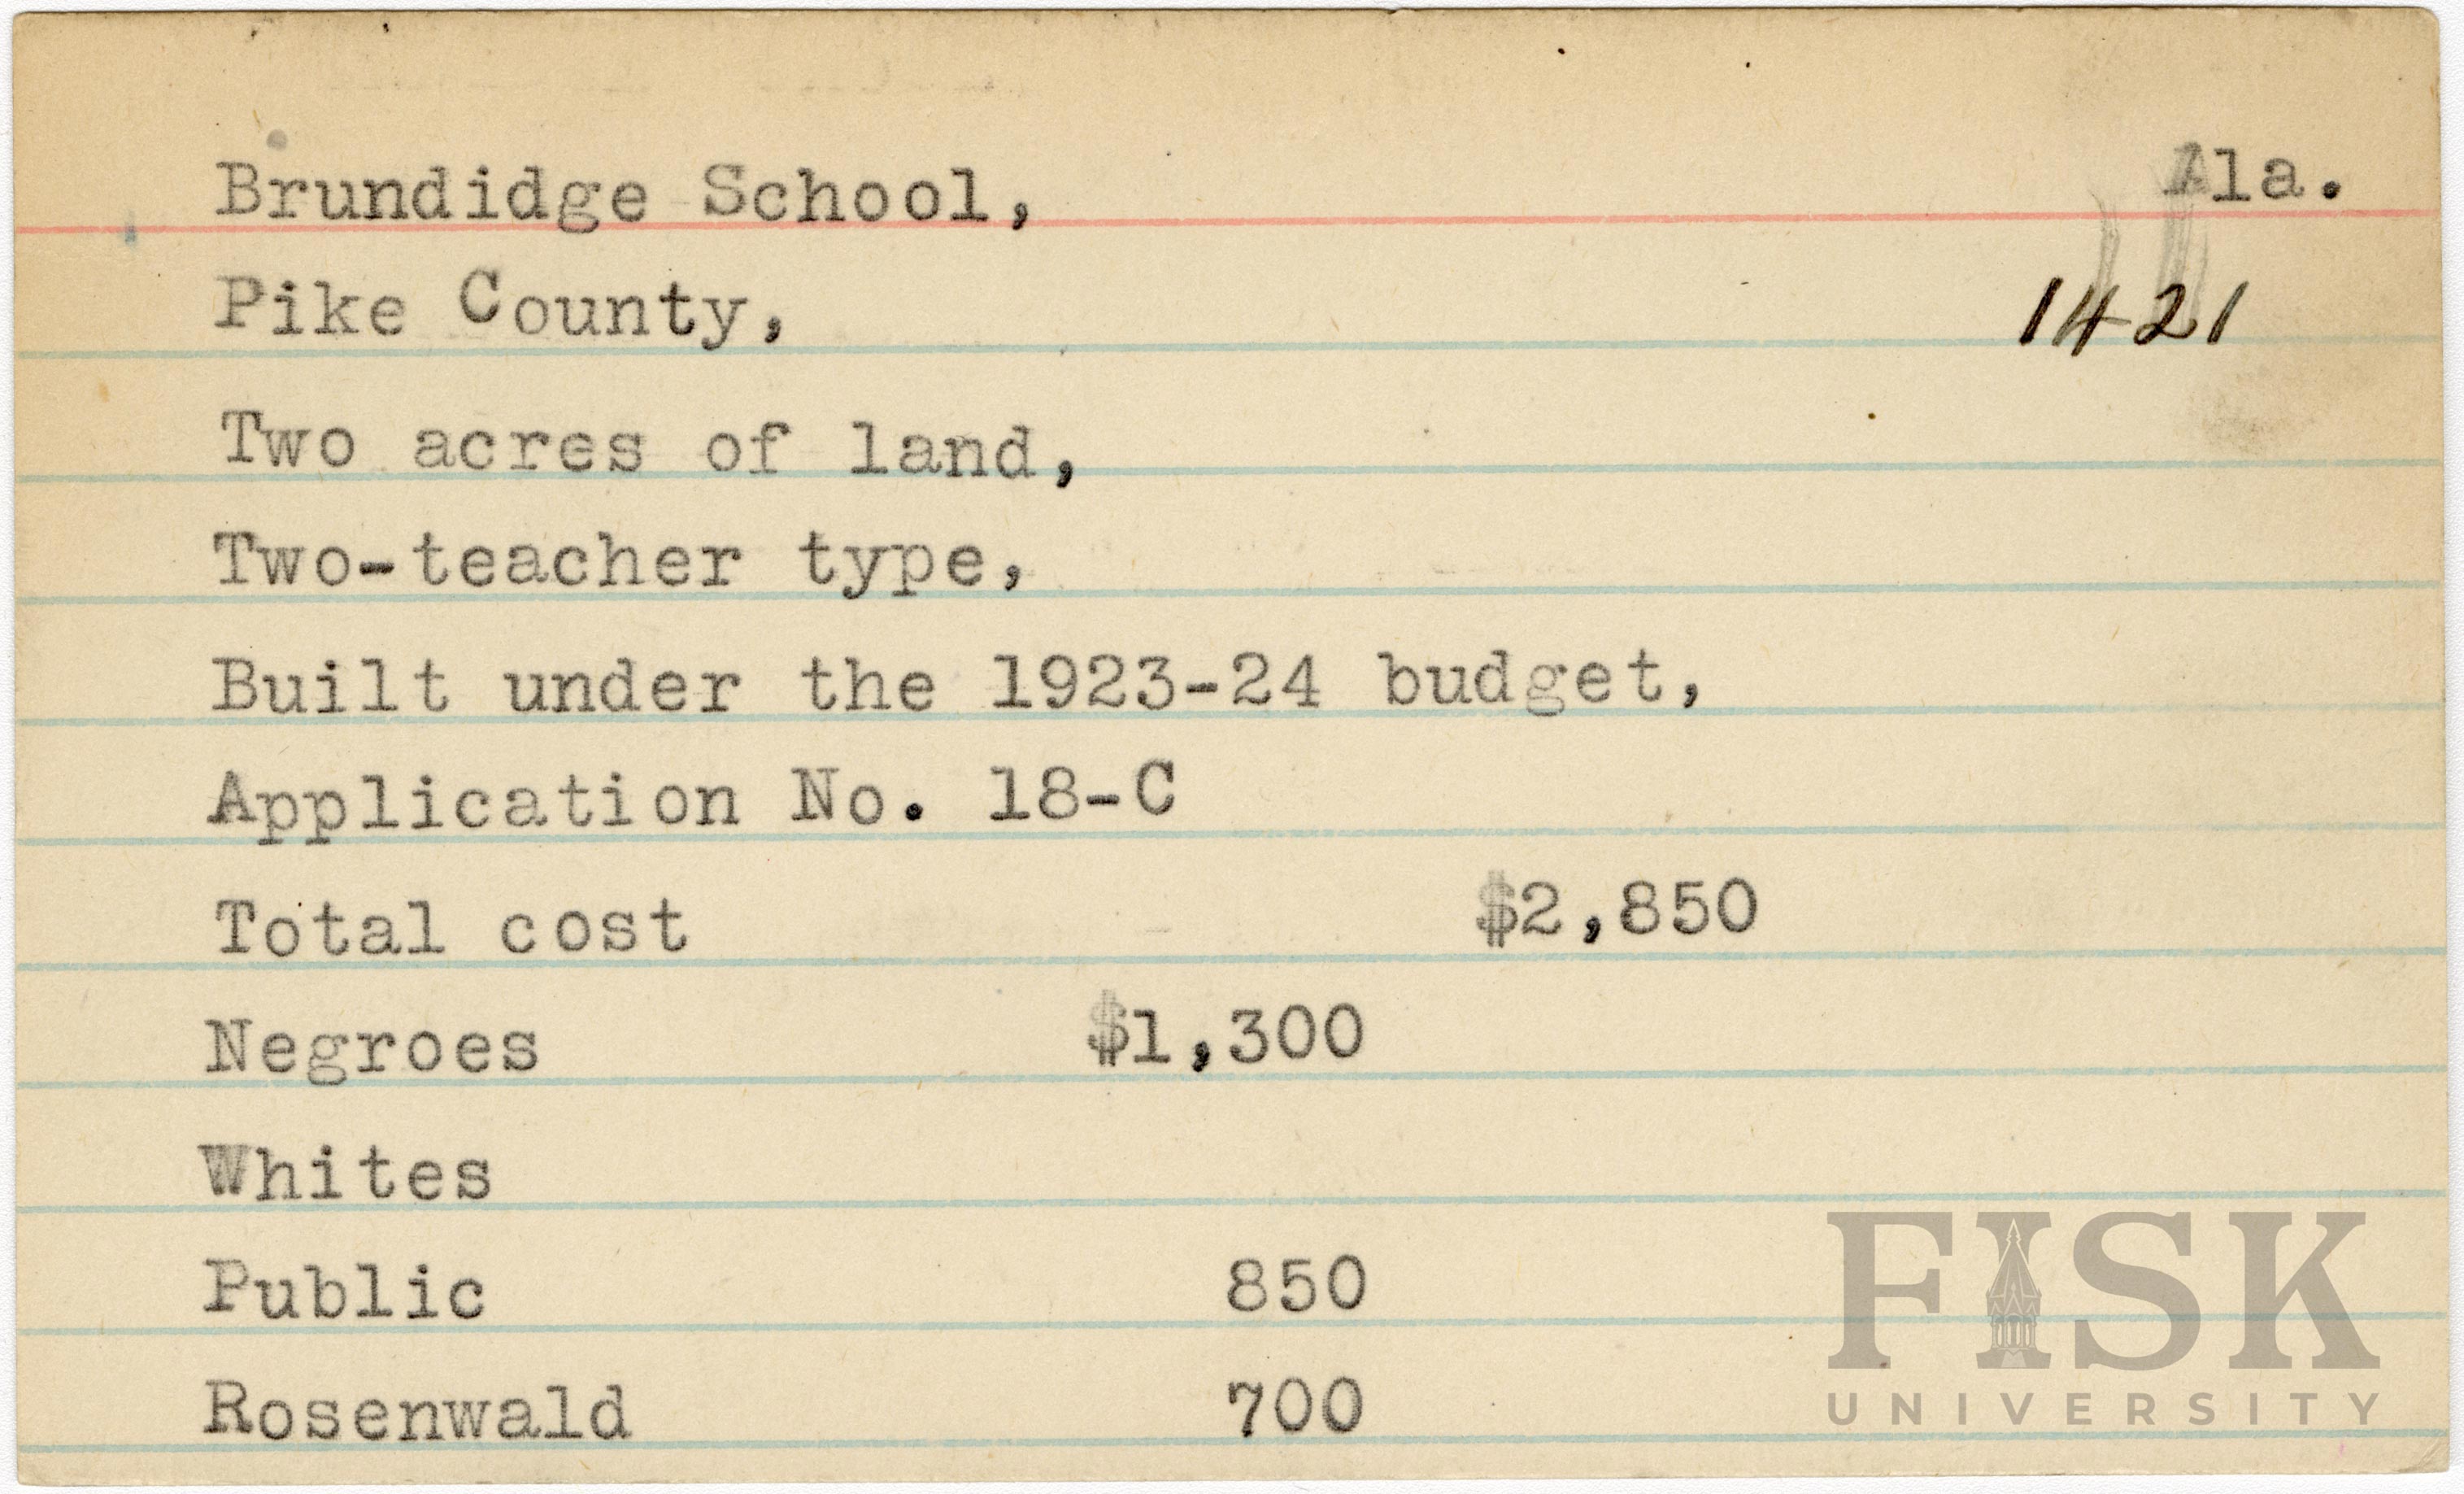 Brundidge School, Ala.
Pike County, 1421
Two acres of land,
Two-teacher type,
Built under the 1923-24 budget,
Application No. 18-C
Total cost $2,850
Negroes $1,300
Whites
Public 850
Rosenwald 700
FISK
UNIVERSITY